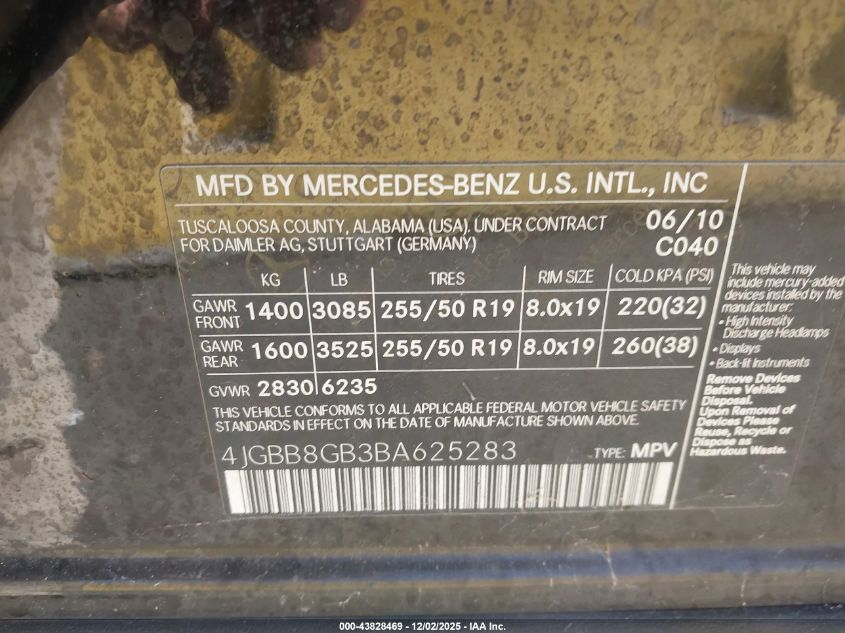 MFD BY MERCEDES-BENZ U.S. INTL., INC
TUSCALOOSA COUNTY, ALABAMA (USA). UNDER CONTRACT
FOR DAIMLER AG, STUTTGART (GERMANY)
06/10
C040
KG LB TIRES RIM SIZE COLD KPA (PSI)
GAWR
FRONT 1400 3085 255/50 R19 8.0x19 220(32)
GAWR
REAR 1600 3525 255/50 R19 8.0x19 260(38)
GVWR 2830 6235
THIS VEHICLE CONFORMS TO ALL APPLICABLE FEDERAL MOTOR VEHICLE SAFETY
STANDARDS IN EFFECT ON THE DATE OF MANUFACTURE SHOWN ABOVE.
4JGBB8GB3BA625283 TYPE: MPV
This vehicle may
include mercury-added
devices installed by the
manufacturer:
• High Intensity
Discharge Headlamps
• Displays
• Back-lit Instruments
Remove Devices
Before Vehicle
Disposal.
Upon Removal of
Devices Please
Reuse, Recycle or
Dispose as
Hazardous Waste.
000-43828469 - 12/02/2025 - IAA Inc.